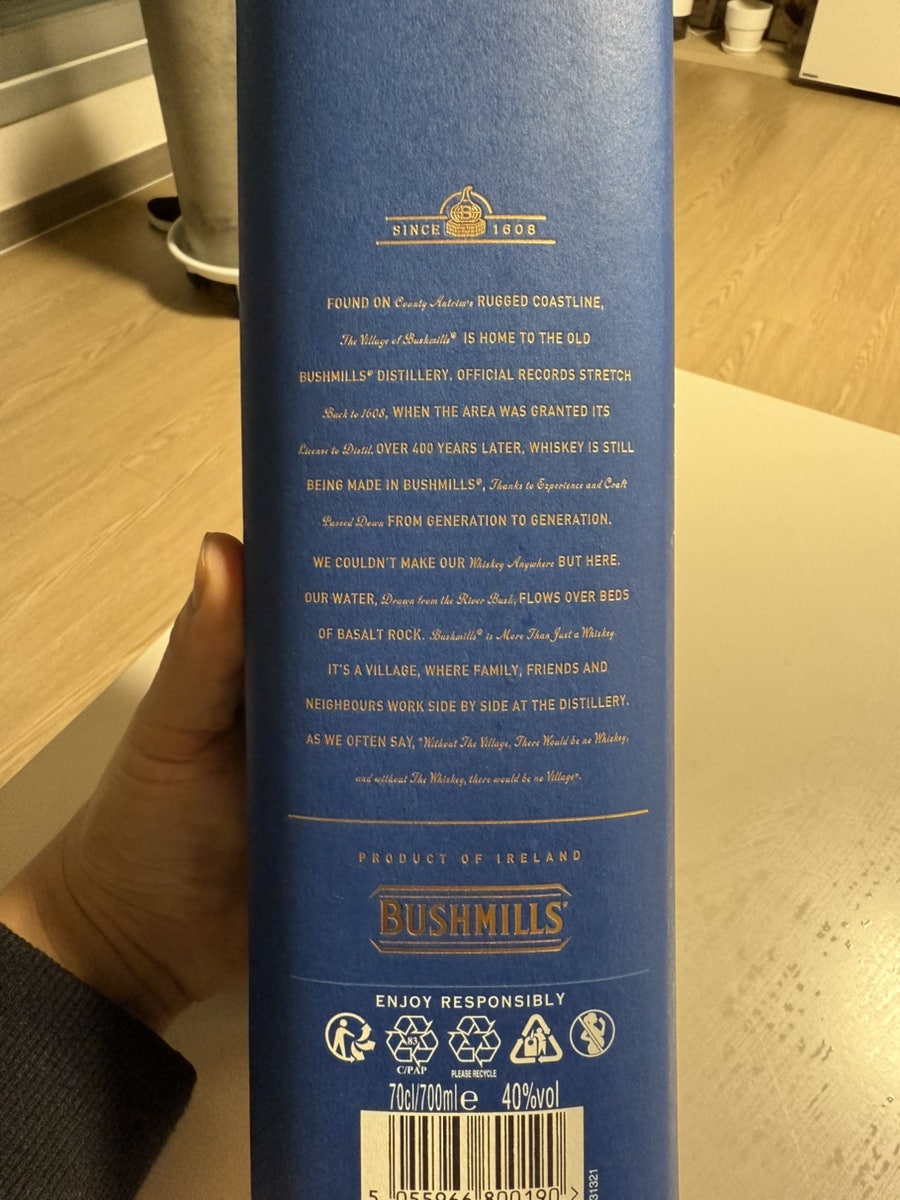 SINCE B 1608
FOUND ON County Antrim's RUGGED COASTLINE,
The Village of Bushmills® IS HOME TO THE OLD
BUSHMILLS® DISTILLERY. OFFICIAL RECORDS STRETCH
Back to 1608, WHEN THE AREA WAS GRANTED ITS
License to Distil. OVER 400 YEARS LATER, WHISKEY IS STILL
BEING MADE IN BUSHMILLS®, Thanks to Experience and Craft
Passed Down FROM GENERATION TO GENERATION.
WE COULDN'T MAKE OUR Whiskey Anywhere BUT HERE.
OUR WATER, Drawn from the River Bush, FLOWS OVER BEDS
OF BASALT ROCK. Bushmills® is More Than Just a Whiskey.
IT'S A VILLAGE, WHERE FAMILY, FRIENDS AND
NEIGHBOURS WORK SIDE BY SIDE AT THE DISTILLERY.
AS WE OFTEN SAY, "Without The Village, There Would be no Whiskey;
and without The Whiskey, there would be no Village".
PRODUCT OF IRELAND
BUSHMILLS®
ENJOY RESPONSIBLY
83
C/PAP
PLEASE RECYCLE
70cl/700ml e 40%vol
5 055966 800190 >
31321